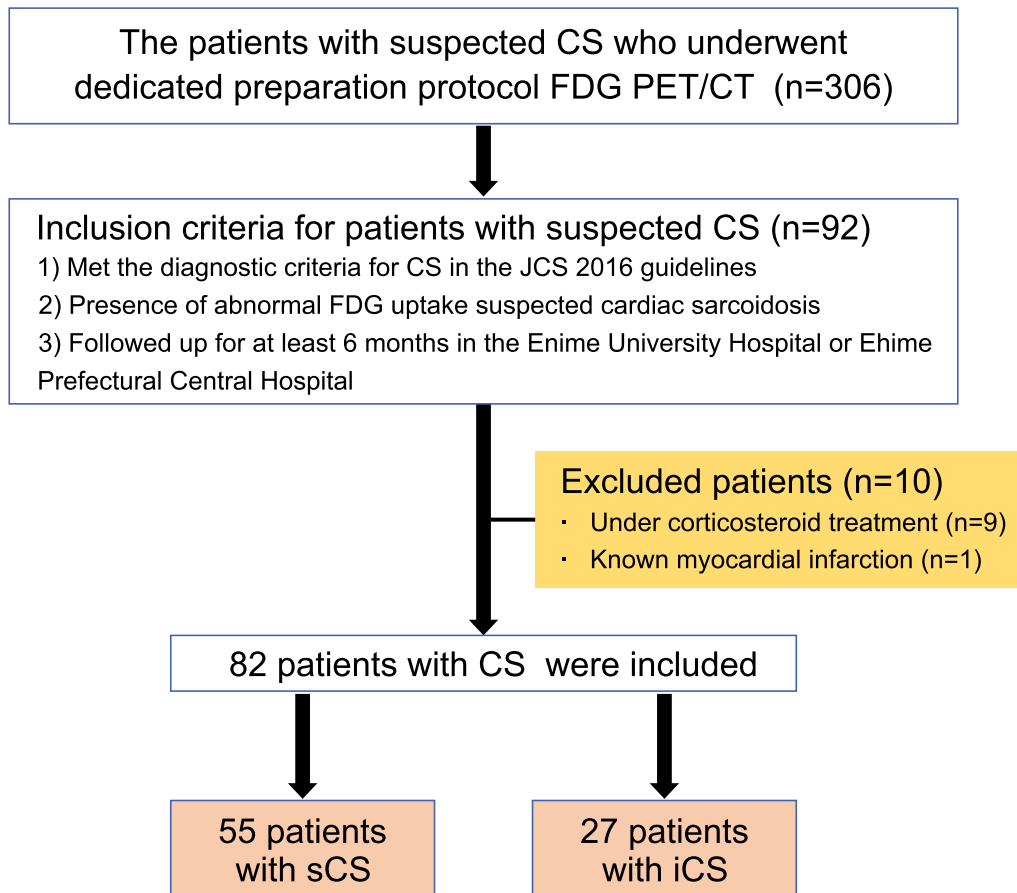 The patients with suspected CS who underwent
dedicated preparation protocol FDG PET/CT (n=306)
Inclusion criteria for patients with suspected CS (n=92)
1) Met the diagnostic criteria for CS in the JCS 2016 guidelines
2) Presence of abnormal FDG uptake suspected cardiac sarcoidosis
3) Followed up for at least 6 months in the Enime University Hospital or Ehime
Prefectural Central Hospital
Excluded patients (n=10)
· Under corticosteroid treatment (n=9)
· Known myocardial infarction (n=1)
82 patients with CS were included
55 patients
with sCS
27 patients
with iCS